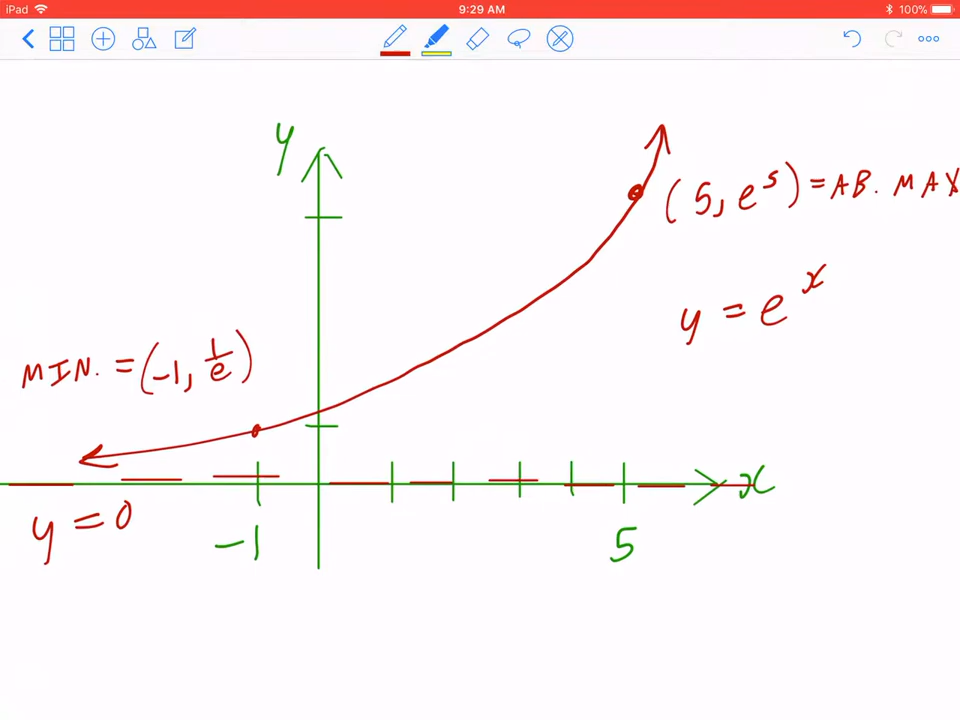 iPad 9:29 AM 100%
y
(5, e⁵) = AB. MAX
y = eˣ
MIN. = (-1, 1/e)
x
y = 0
-1 5